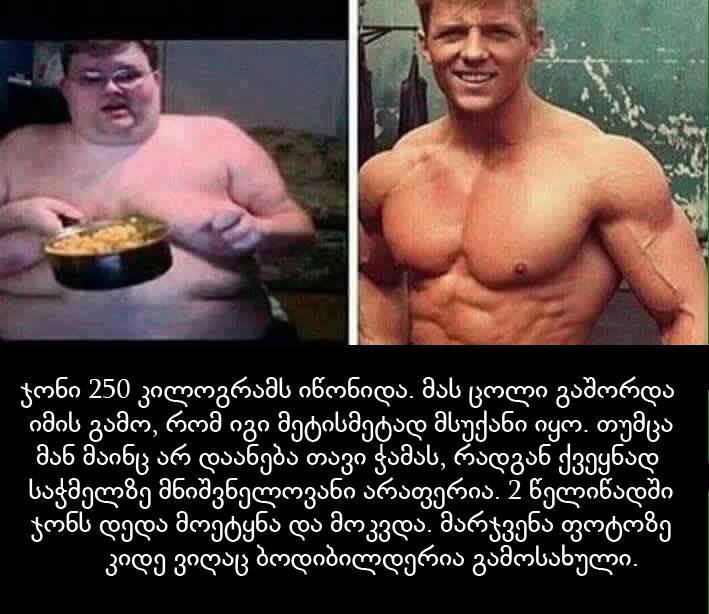 ჯონი 250 კილოგრამს იწონიდა. მას ცოლი გაშორდა
იმის გამო, რომ იგი მეტისმეტად მსუქანი იყო. თუმცა
მან მაინც არ დაანება თავი ჭამას, რადგან ქვეყნად
საჭმელზე მნიშვნელოვანი არაფერია. 2 წელიწადში
ჯონს დედა მოეტყნა და მოკვდა. მარჯვენა ფოტოზე
კიდე ვიღაც ბოდიბილდერია გამოსახული.